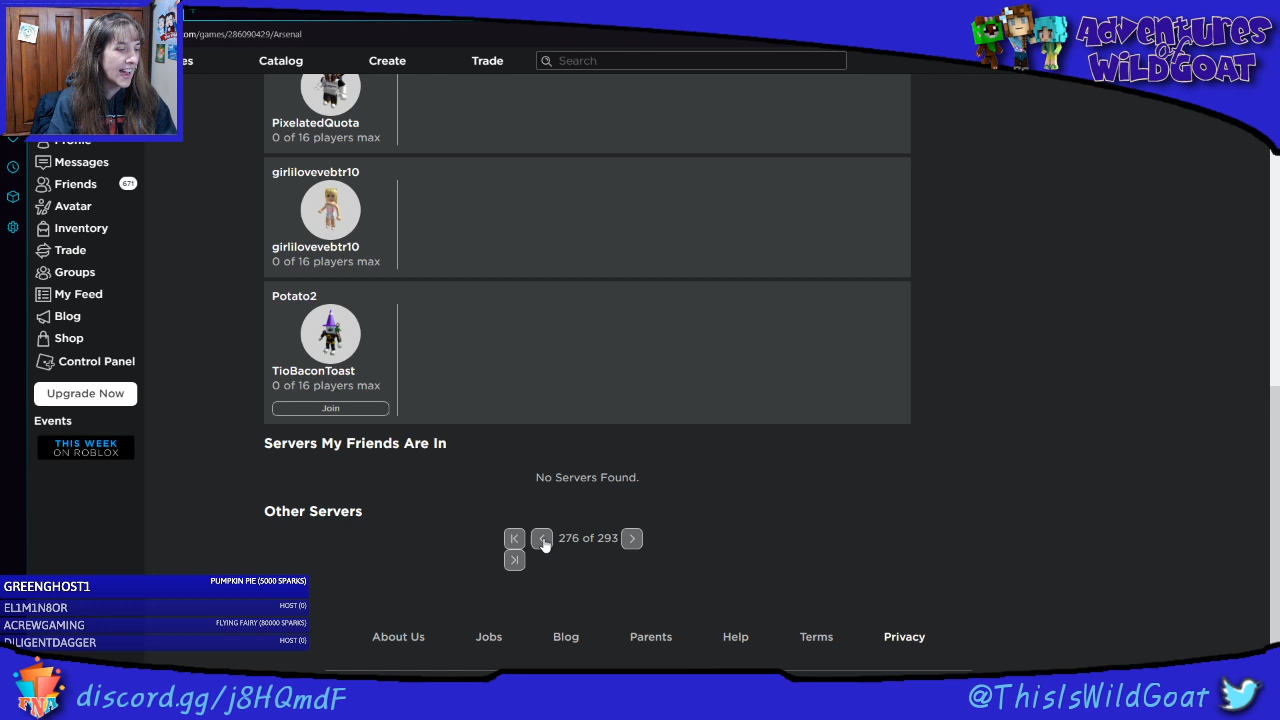 om/games/286090429/Arsenal
es Catalog Create Trade Search
Adventures
of
WildGoat
PixelatedQuota
0 of 16 players max
Profile
Messages
Friends 671
Avatar
Inventory
Trade
Groups
My Feed
Blog
Shop
Control Panel
Upgrade Now
Events
THIS WEEK
ON ROBLOX
girlilovevebtr10
girlilovevebtr10
0 of 16 players max
Potato2
TioBaconToast
0 of 16 players max
Join
Servers My Friends Are In
No Servers Found.
Other Servers
276 of 293
GREENGHOST1 PUMPKIN PIE (5000 SPARKS)
EL1M1N8OR HOST (0)
ACREWGAMING FLYING FAIRY (80000 SPARKS)
DILIGENTDAGGER HOST (0)
About Us Jobs Blog Parents Help Terms Privacy
FNA
discord.gg/j8HQmdF
@ThisIsWildGoat